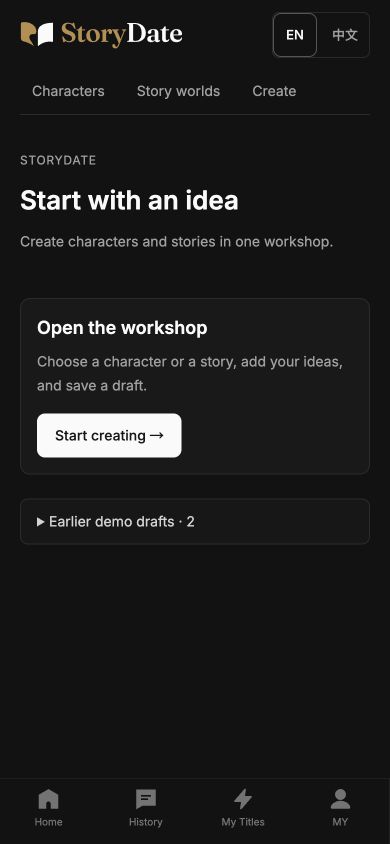 StoryDate
EN
中文
Characters
Story worlds
Create
STORYDATE
Start with an idea
Create characters and stories in one workshop.
Open the workshop
Choose a character or a story, add your ideas,
and save a draft.
Start creating →
▶ Earlier demo drafts · 2
Home
History
My Titles
MY